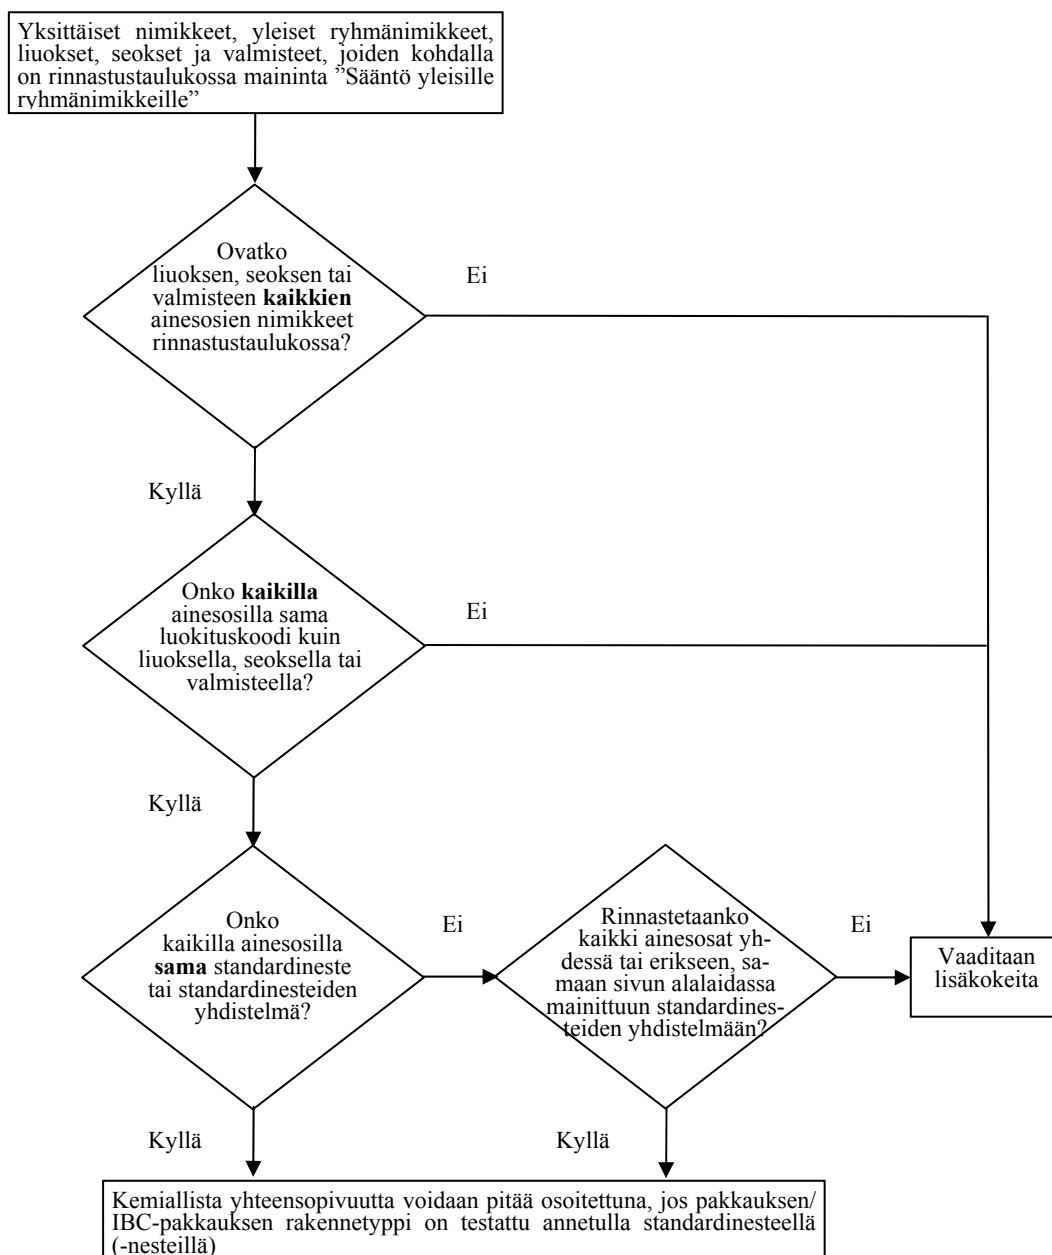 Yksittäiset nimikkeet, yleiset ryhmänimikkeet,
liuokset, seokset ja valmisteet, joiden kohdalla
on rinnastustaulukossa maininta ”Sääntö yleisille
ryhmänimikkeille”
Ovatko
liuoksen, seoksen tai
valmisteen kaikkien
ainesosien nimikkeet
rinnastustaulukossa?
Ei
Kyllä
Onko kaikilla
ainesosilla sama
luokituskoodi kuin
liuoksella, seoksella tai
valmisteella?
Ei
Kyllä
Onko
kaikilla ainesosilla
sama standardineste
tai standardinesteiden
yhdistelmä?
Ei
Rinnastetaanko
kaikki ainesosat yh-
dessä tai erikseen, sa-
maan sivun alalaidassa
mainittuun standardines-
teiden yhdistelmään?
Ei
Vaaditaan
lisäkokeita
Kyllä
Kyllä
Kemiallista yhteensopivuutta voidaan pitää osoitettuna, jos pakkauksen/
IBC-pakkauksen rakennetyppi on testattu annetulla standardinesteellä
(-nesteillä)